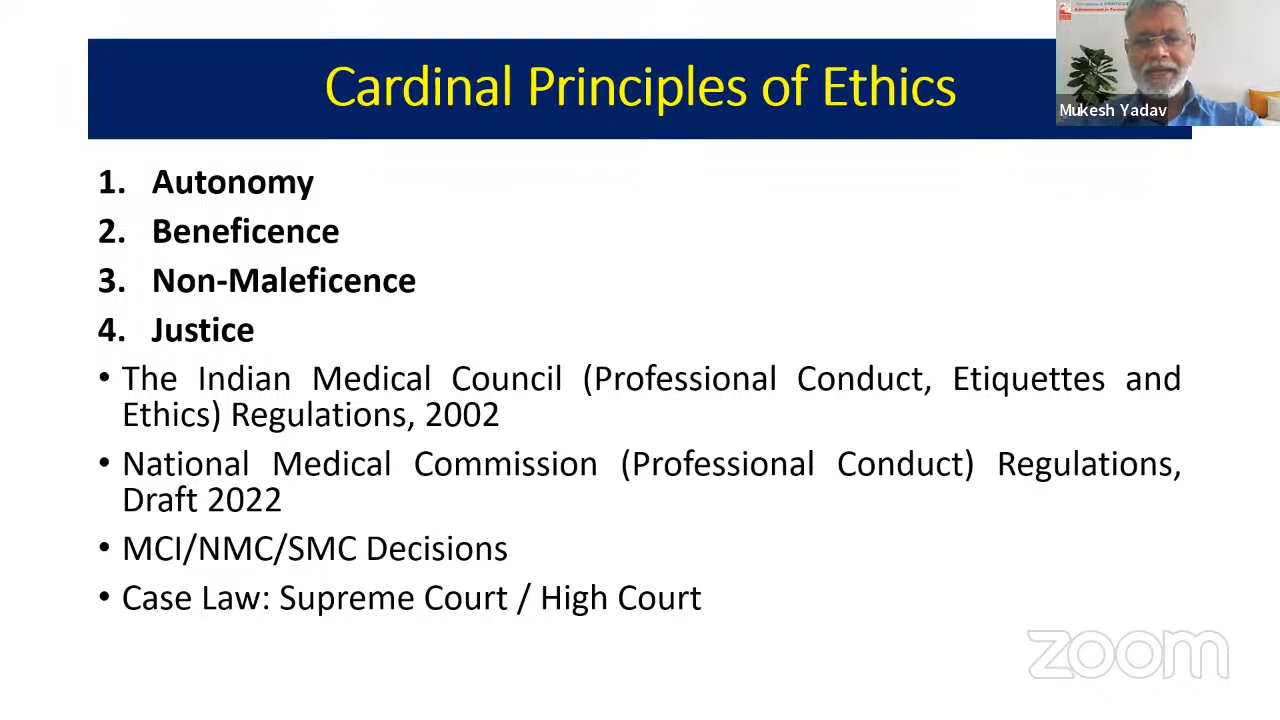 Cardinal Principles of Ethics
Mukesh Yadav
1. Autonomy
2. Beneficence
3. Non-Maleficence
4. Justice
• The Indian Medical Council (Professional Conduct, Etiquettes and
Ethics) Regulations, 2002
• National Medical Commission (Professional Conduct) Regulations,
Draft 2022
• MCI/NMC/SMC Decisions
• Case Law: Supreme Court / High Court
zoom